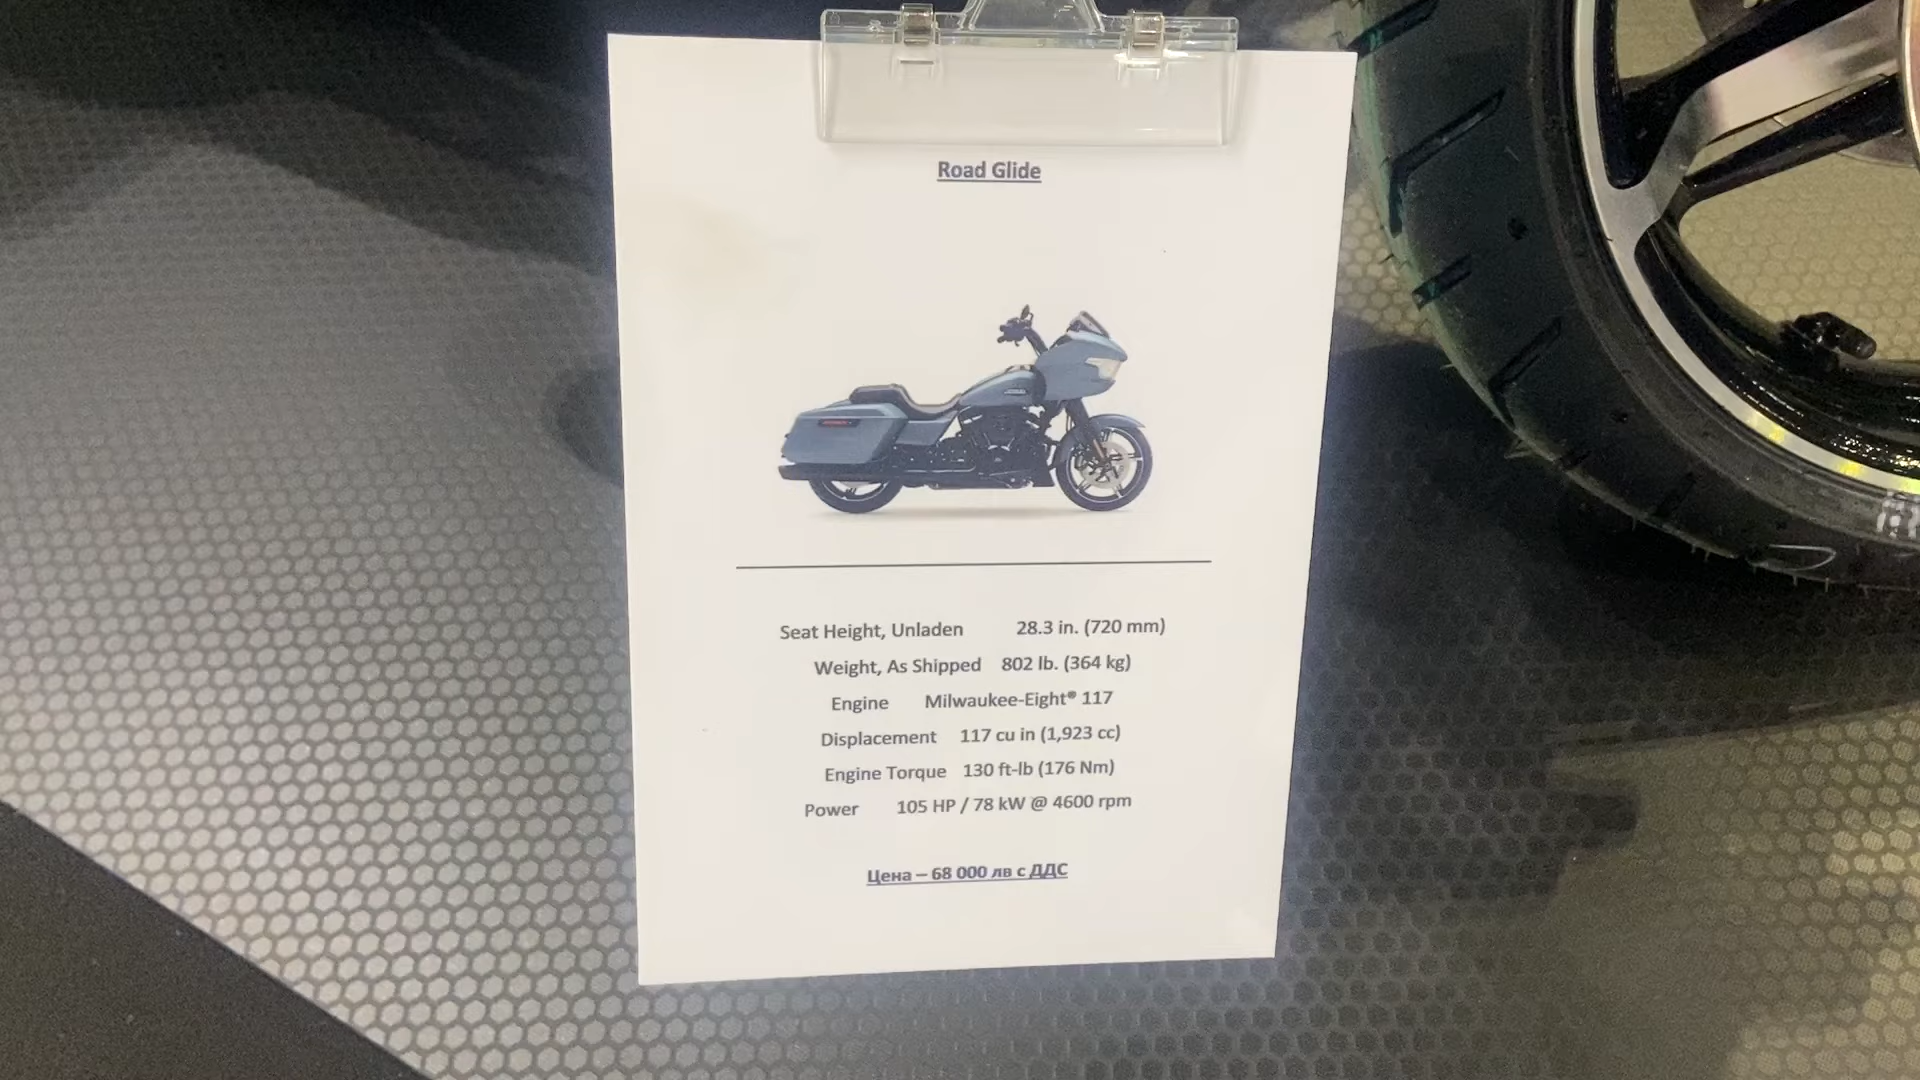 Road Glide
Seat Height, Unladen 28.3 in. (720 mm)
Weight, As Shipped 802 lb. (364 kg)
Engine Milwaukee-Eight® 117
Displacement 117 cu in (1,923 cc)
Engine Torque 130 ft-lb (176 Nm)
Power 105 HP / 78 kW @ 4600 rpm
Цена – 68 000 лв с ДДС